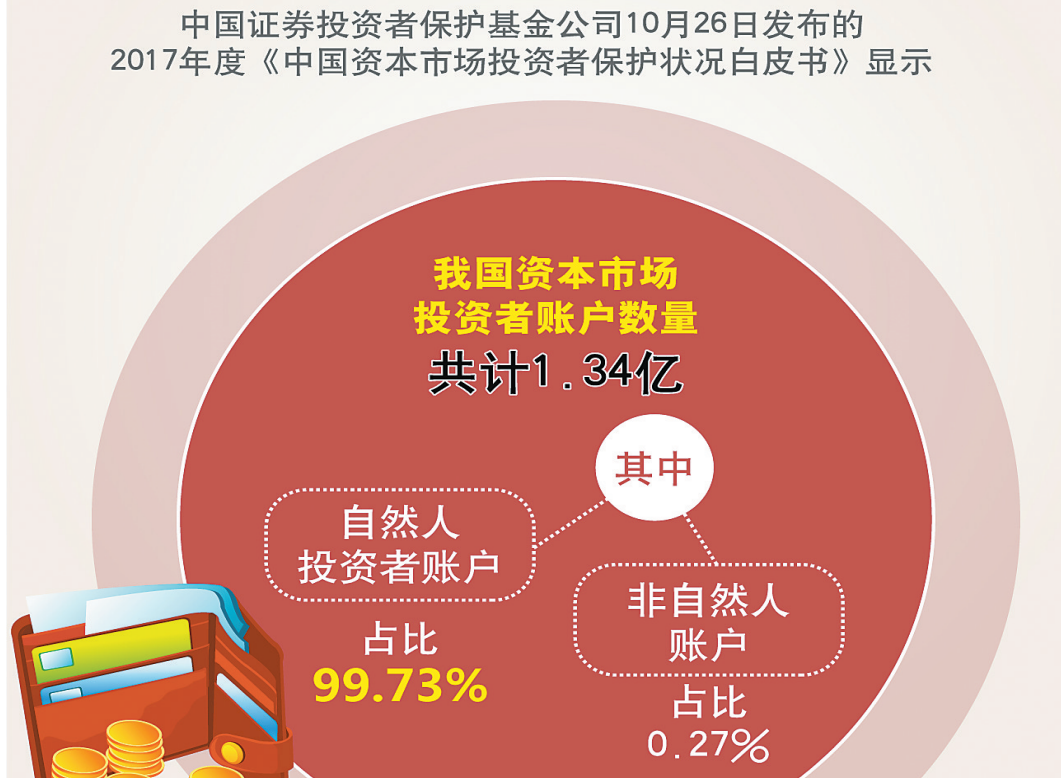 中国证券投资者保护基金公司10月26日发布的
2017年度《中国资本市场投资者保护状况白皮书》显示
我国资本市场
投资者账户数量
共计1.34亿
其中
自然人
投资者账户
占比
99.73%
非自然人
账户
占比
0.27%